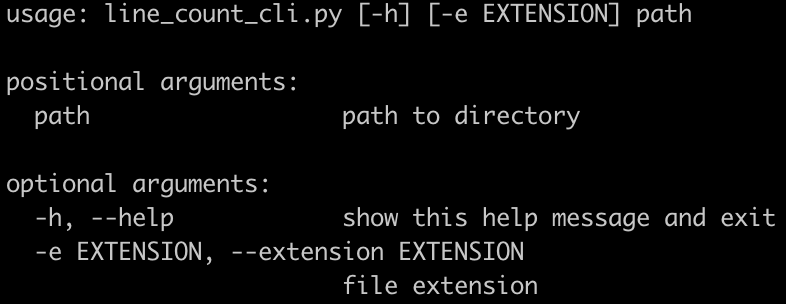 usage: line_count_cli.py [-h] [-e EXTENSION] path
positional arguments:
path path to directory
optional arguments:
-h, --help show this help message and exit
-e EXTENSION, --extension EXTENSION
file extension